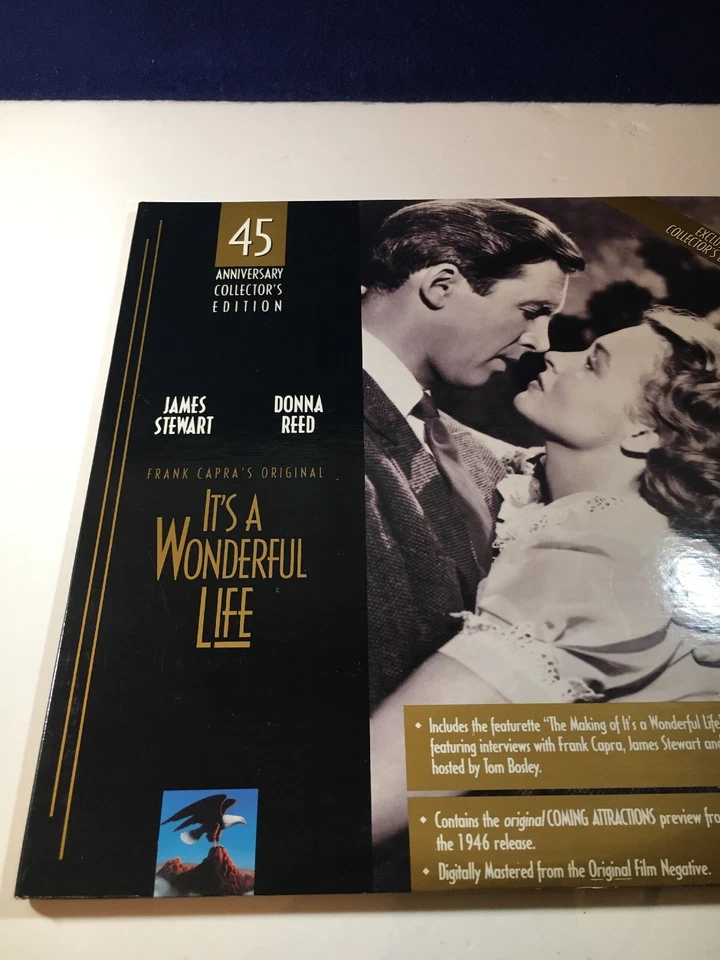 45
ANNIVERSARY
COLLECTOR'S
EDITION
JAMES
STEWART
DONNA
REED
FRANK CAPRA'S ORIGINAL
IT'S A
WONDERFUL
LIFE
COLLECTOR'S
• Includes the featurette "The Making of It's a Wonderful Life"
featuring interviews with Frank Capra, James Stewart and
hosted by Tom Bosley.
• Contains the original COMING ATTRACTIONS preview
the 1946 release.
• Digitally Mastered from the Original Film Negative.